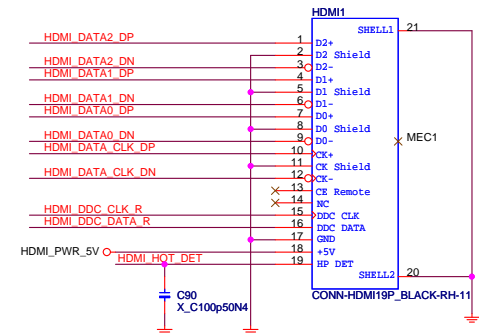 HDMI1
SHELL1 21
HDMI_DATA2_DP 1 D2+
2 D2 Shield
HDMI_DATA2_DN 3 D2-
HDMI_DATA1_DP 4 D1+
5 D1 Shield
HDMI_DATA1_DN 6 D1-
HDMI_DATA0_DP 7 D0+
8 D0 Shield
HDMI_DATA0_DN 9 D0-
MEC1
HDMI_DATA_CLK_DP 10 CK+
11 CK Shield
HDMI_DATA_CLK_DN 12 CK-
13 CE Remote
14 NC
HDMI_DDC_CLK_R 15 DDC CLK
HDMI_DDC_DATA_R 16 DDC DATA
17 GND
HDMI_PWR_5V 18 +5V
HDMI_HOT_DET 19 HP DET
SHELL2 20
C90
X_C100p50N4
CONN-HDMI19P_BLACK-RH-11